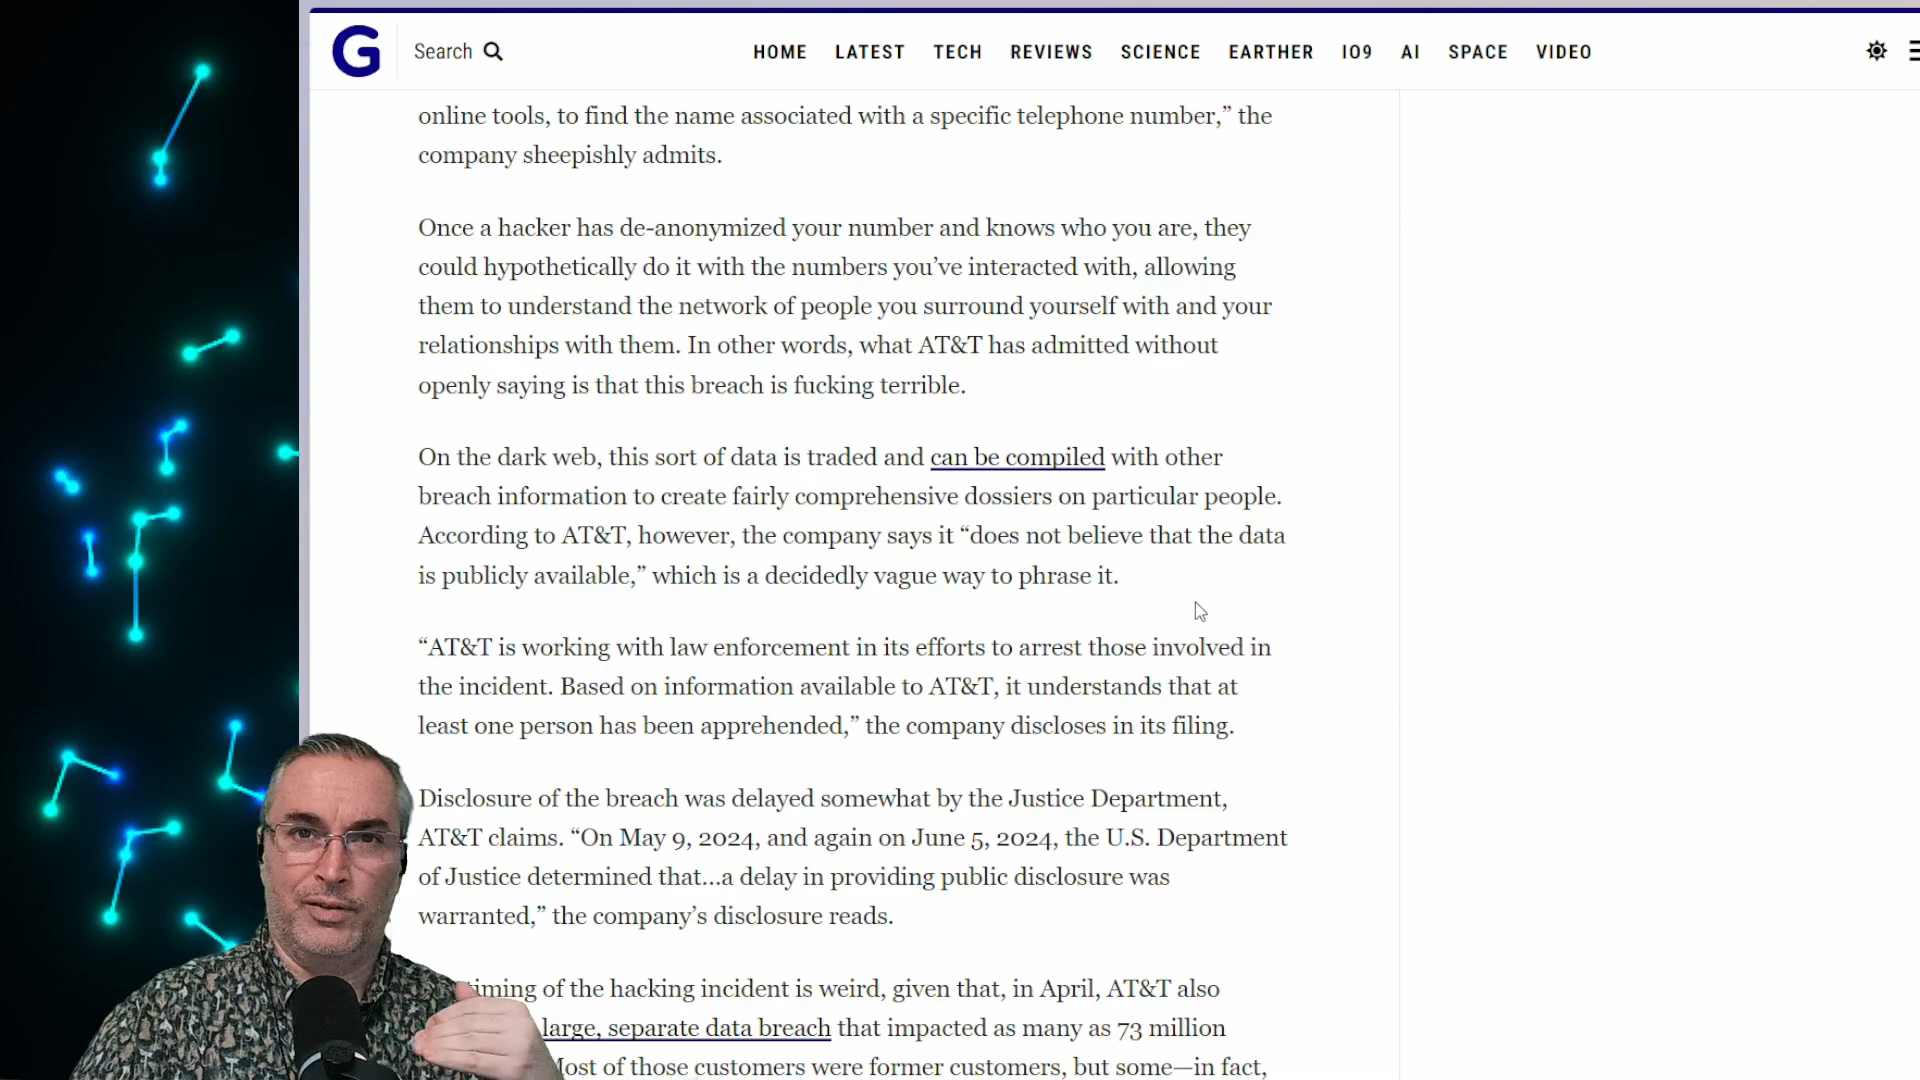 G Search HOME LATEST TECH REVIEWS SCIENCE EARTHER IO9 AI SPACE VIDEO
online tools, to find the name associated with a specific telephone number,” the
company sheepishly admits.
Once a hacker has de-anonymized your number and knows who you are, they
could hypothetically do it with the numbers you’ve interacted with, allowing
them to understand the network of people you surround yourself with and your
relationships with them. In other words, what AT&T has admitted without
openly saying is that this breach is fucking terrible.
On the dark web, this sort of data is traded and can be compiled with other
breach information to create fairly comprehensive dossiers on particular people.
According to AT&T, however, the company says it “does not believe that the data
is publicly available,” which is a decidedly vague way to phrase it.
“AT&T is working with law enforcement in its efforts to arrest those involved in
the incident. Based on information available to AT&T, it understands that at
least one person has been apprehended,” the company discloses in its filing.
Disclosure of the breach was delayed somewhat by the Justice Department,
AT&T claims. “On May 9, 2024, and again on June 5, 2024, the U.S. Department
of Justice determined that…a delay in providing public disclosure was
warranted,” the company’s disclosure reads.
iming of the hacking incident is weird, given that, in April, AT&T also
large, separate data breach that impacted as many as 73 million
ost of those customers were former customers, but some—in fact,